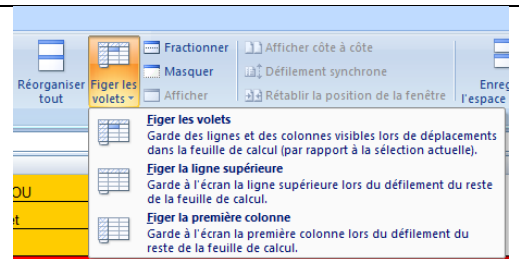 Réorganiser tout
Figer les volets
Fractionner
Masquer
Afficher
Afficher côte à côte
Défilement synchrone
Rétablir la position de la fenêtre
Enreg
l'espace
Figer les volets
Garde des lignes et des colonnes visibles lors de déplacements
dans la feuille de calcul (par rapport à la sélection actuelle).
Figer la ligne supérieure
Garde à l'écran la ligne supérieure lors du défilement du reste
de la feuille de calcul.
Figer la première colonne
Garde à l'écran la première colonne lors du défilement du
reste de la feuille de calcul.
OU
et